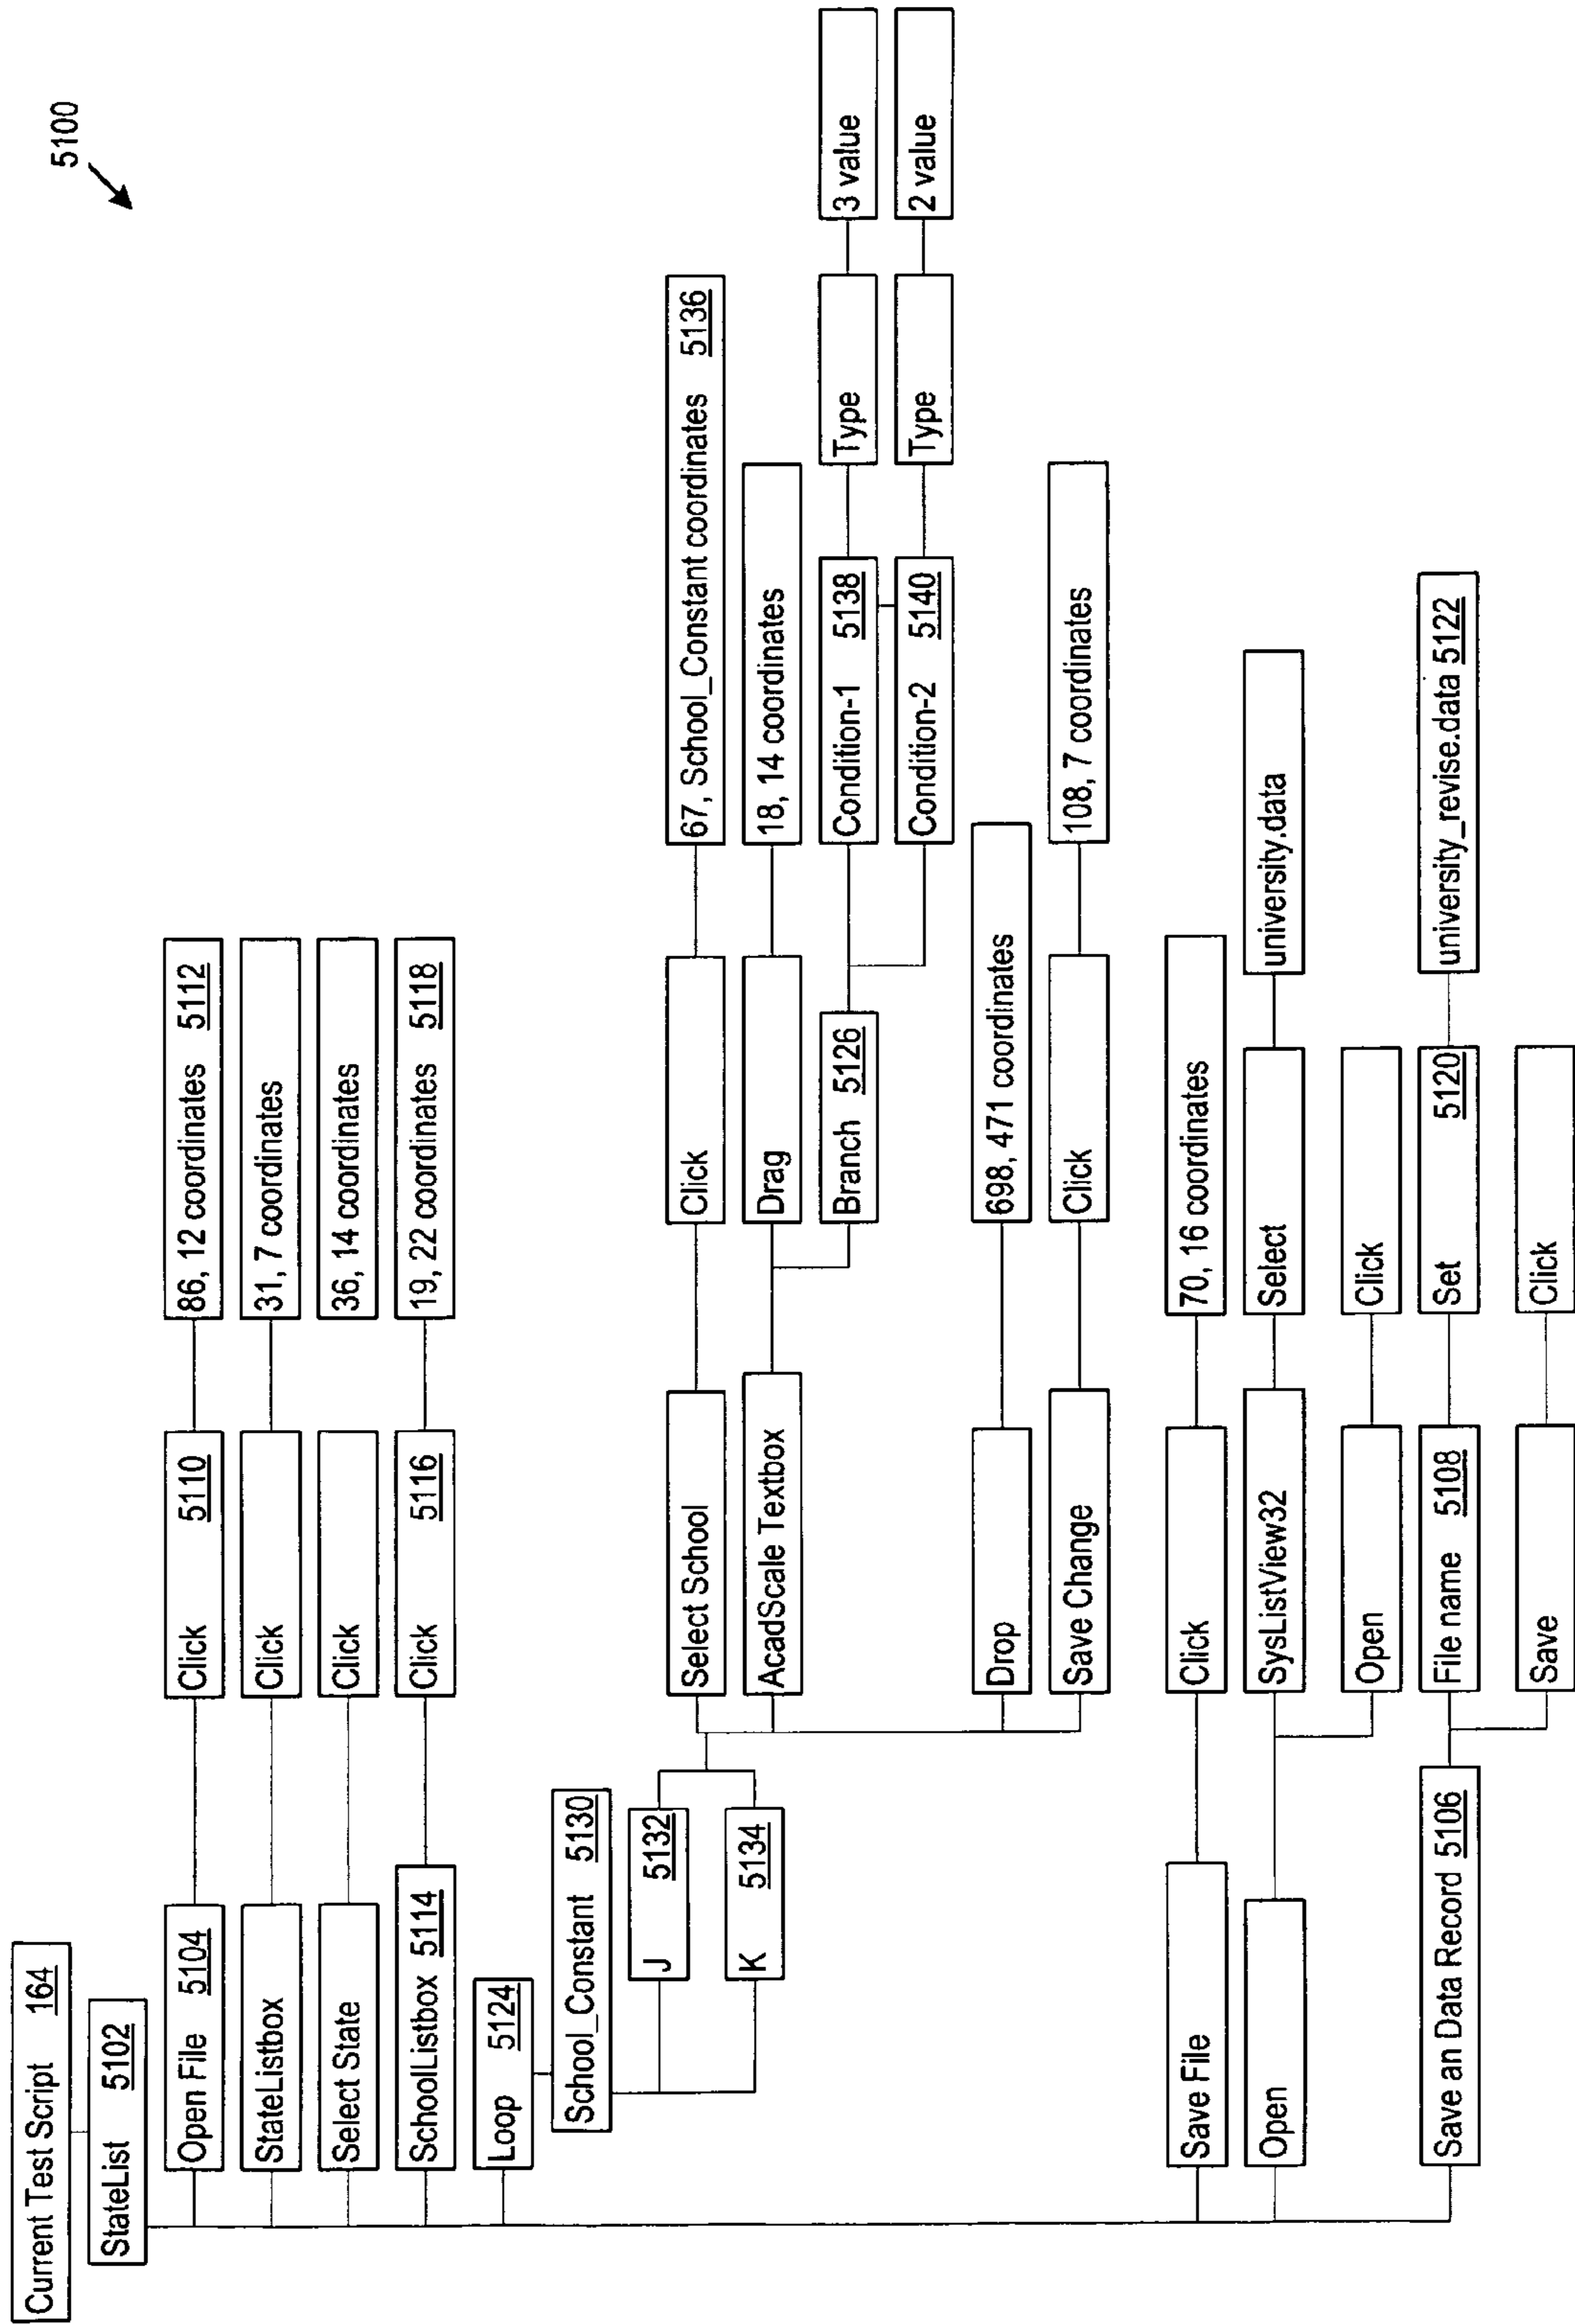 5100
Current Test Script 164
StateList 5102
Open File 5104
Click 5110
86, 12 coordinates 5112
StateListbox
Click
31, 7 coordinates
Select State
Click
36, 14 coordinates
SchoolListbox 5114
Click 5116
19, 22 coordinates 5118
Loop 5124
School_Constant 5130
J 5132
K 5134
Select School
Click
67, School_Constant coordinates 5136
AcadScale Textbox
Drag
18, 14 coordinates
Branch 5126
Condition-1 5138
Type
3 value
Condition-2 5140
Type
2 value
Drop
698, 471 coordinates
Save Change
Click
108, 7 coordinates
Save File
Click
70, 16 coordinates
Open
SysListView32
Select
university.data
Open
Click
Save an Data Record 5106
File name 5108
Set 5120
university_revise.data 5122
Save
Click